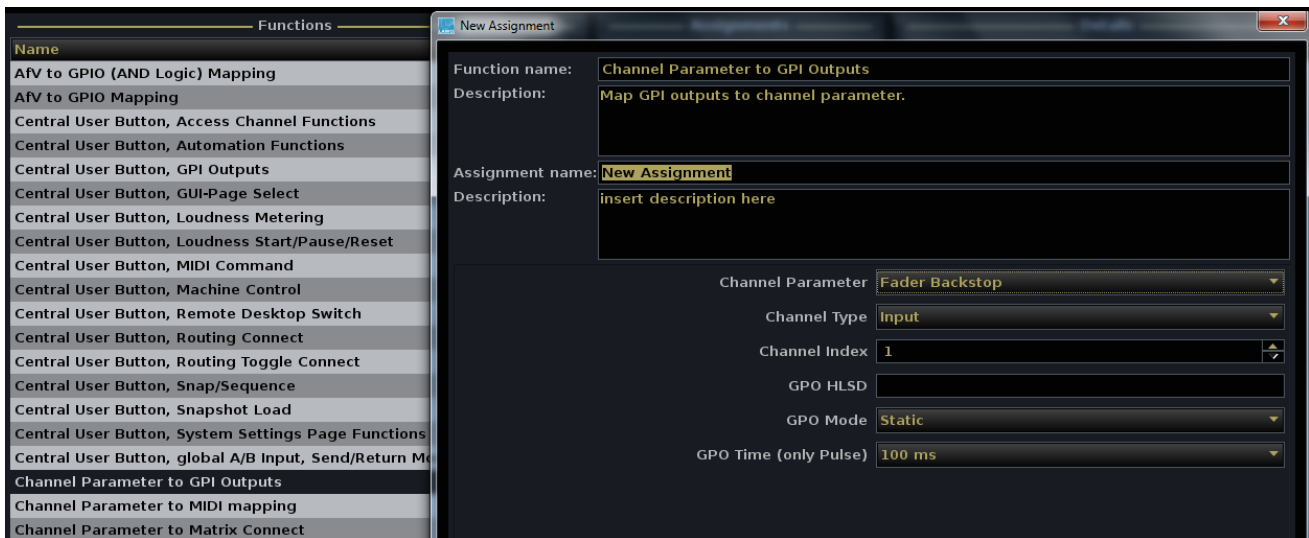 Functions
Name
AfV to GPIO (AND Logic) Mapping
AfV to GPIO Mapping
Central User Button, Access Channel Functions
Central User Button, Automation Functions
Central User Button, GPI Outputs
Central User Button, GUI-Page Select
Central User Button, Loudness Metering
Central User Button, Loudness Start/Pause/Reset
Central User Button, MIDI Command
Central User Button, Machine Control
Central User Button, Remote Desktop Switch
Central User Button, Routing Connect
Central User Button, Routing Toggle Connect
Central User Button, Snap/Sequence
Central User Button, Snapshot Load
Central User Button, System Settings Page Functions
Central User Button, global A/B Input, Send/Return
Channel Parameter to GPI Outputs
Channel Parameter to MIDI mapping
Channel Parameter to Matrix Connect
New Assignment
Function name: Channel Parameter to GPI Outputs
Description: Map GPI outputs to channel parameter.
Assignment name: New Assignment
Description: insert description here
Channel Parameter Fader Backstop
Channel Type Input
Channel Index 1
GPO HLSD
GPO Mode Static
GPO Time (only Pulse) 100 ms